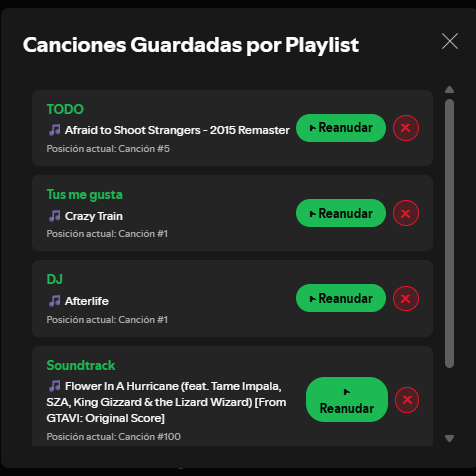 Canciones Guardadas por Playlist
TODO
🎵 Afraid to Shoot Strangers - 2015 Remaster
Posición actual: Canción #5
▶ Reanudar
✕
Tus me gusta
🎵 Crazy Train
Posición actual: Canción #1
▶ Reanudar
✕
DJ
🎵 Afterlife
Posición actual: Canción #1
▶ Reanudar
✕
Soundtrack
🎵 Flower In A Hurricane (feat. Tame Impala,
SZA, King Gizzard & the Lizard Wizard) [From
GTAVI: Original Score]
Posición actual: Canción #100
▶
Reanudar
✕